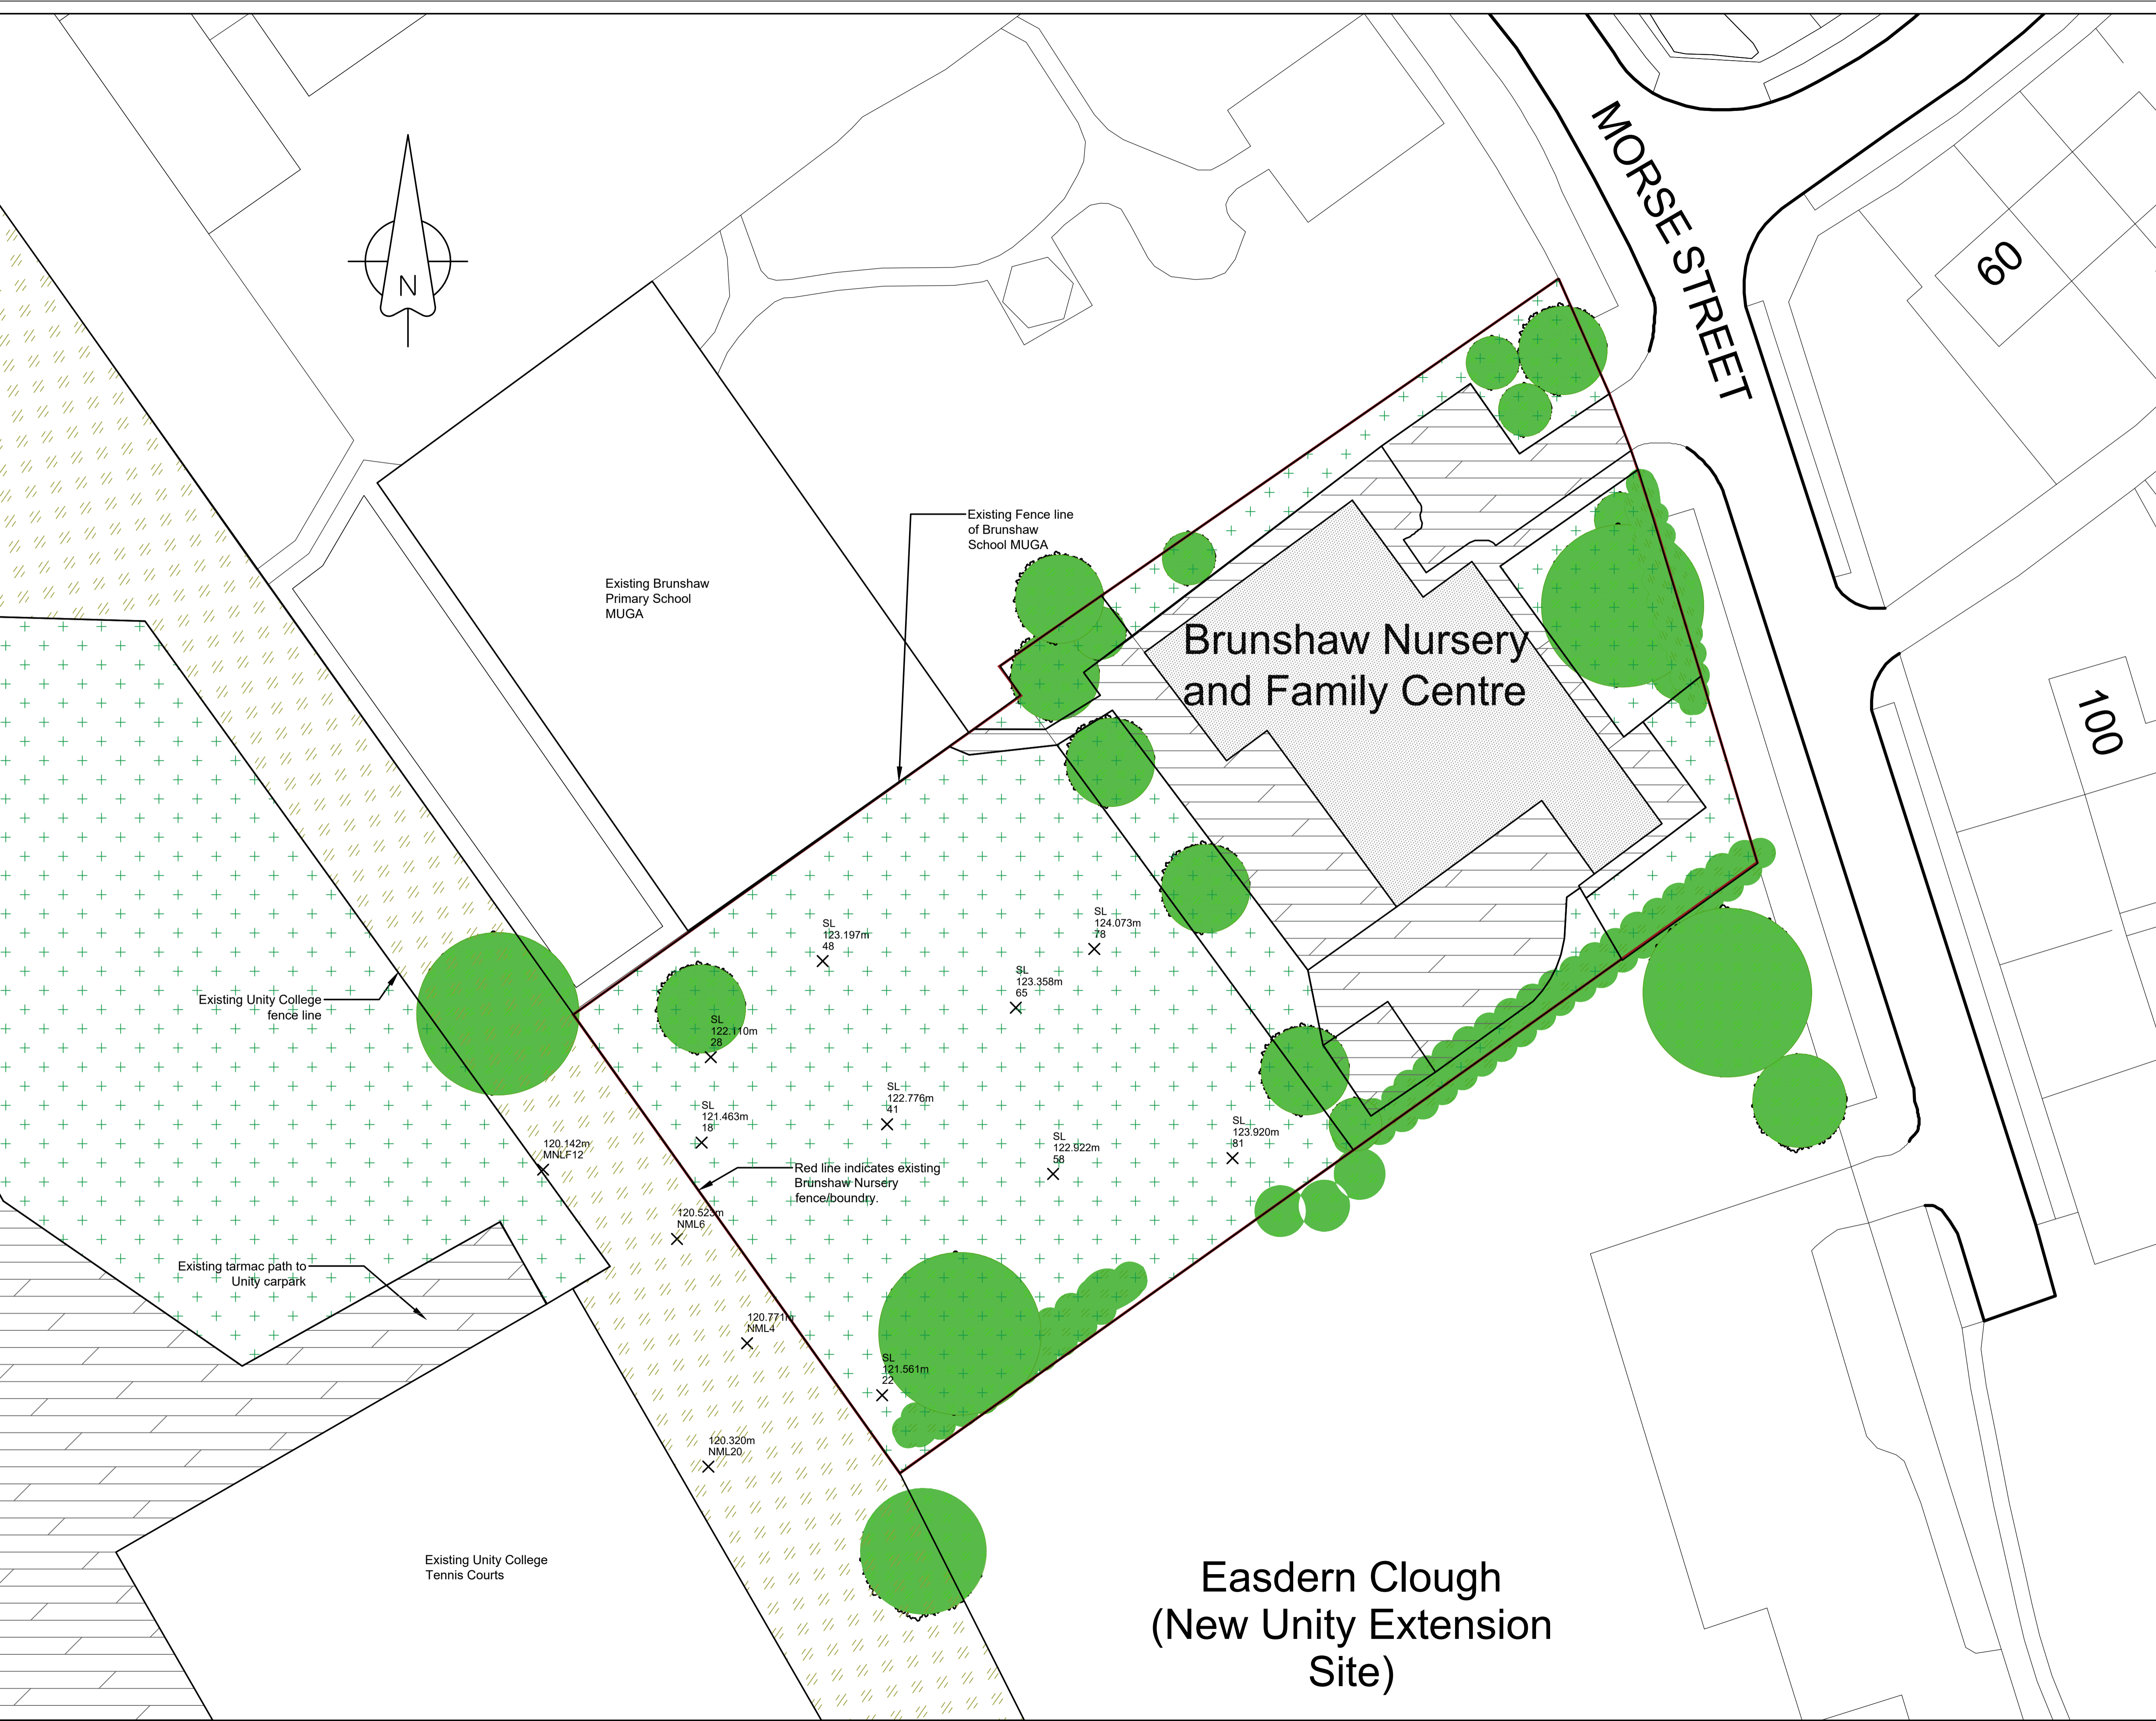 MORSE STREET
60
N
Existing Fence line
of Brunshaw
School MUGA
Existing Brunshaw
Primary School
MUGA
Brunshaw Nursery
and Family Centre
100
SL
123.197m
48
SL
124.073m
78
SL
123.358m
65
Existing Unity College
fence line
SL
122.110m
28
SL
122.776m
41
SL
121.463m
18
SL
123.920m
81
SL
122.922m
58
120.142m
MNLF12
Red line indicates existing
Brunshaw Nursery
fence/boundry.
120.523m
NML6
Existing tarmac path to
Unity carpark
120.771m
NML4
SL
121.561m
22
120.320m
NML20
Existing Unity College
Tennis Courts
Easdern Clough
(New Unity Extension
Site)